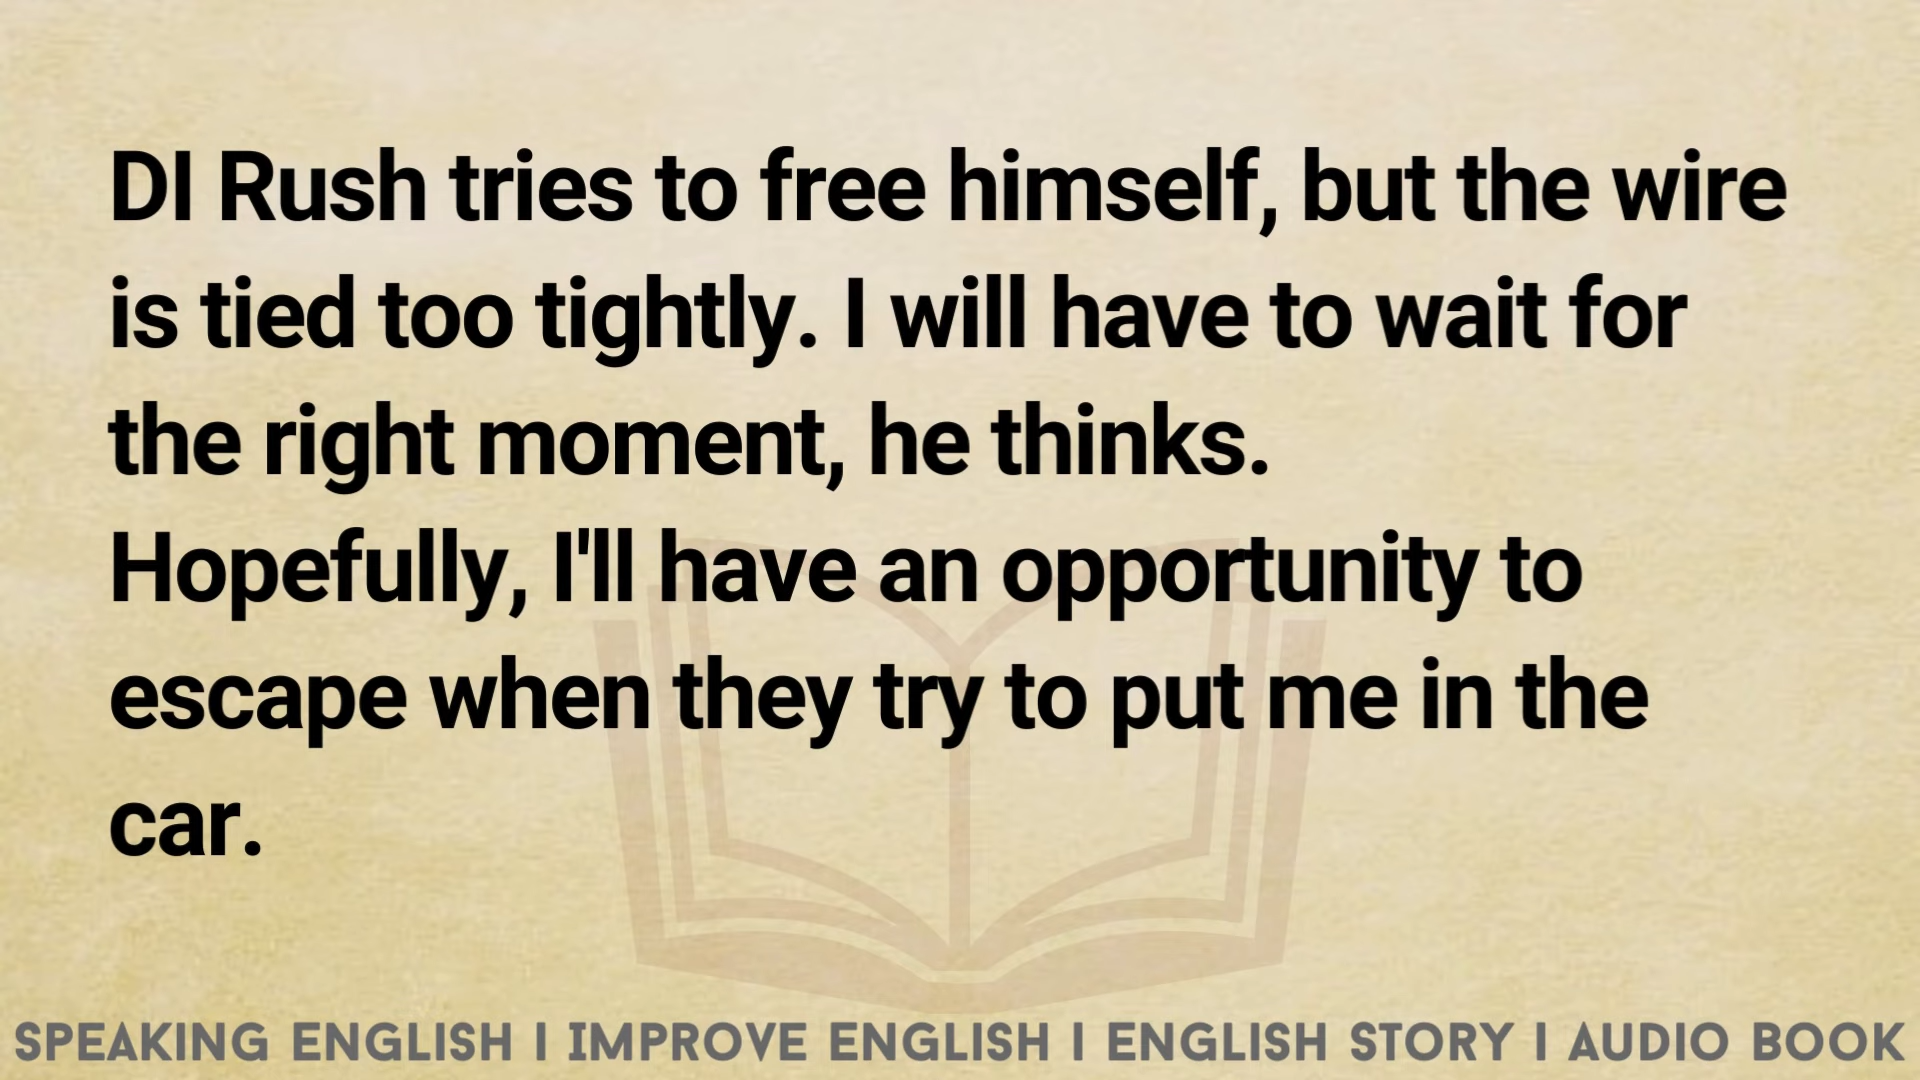 DI Rush tries to free himself, but the wire
is tied too tightly. I will have to wait for
the right moment, he thinks.
Hopefully, I'll have an opportunity to
escape when they try to put me in the
car.
SPEAKING ENGLISH I IMPROVE ENGLISH I ENGLISH STORY I AUDIO BOOK